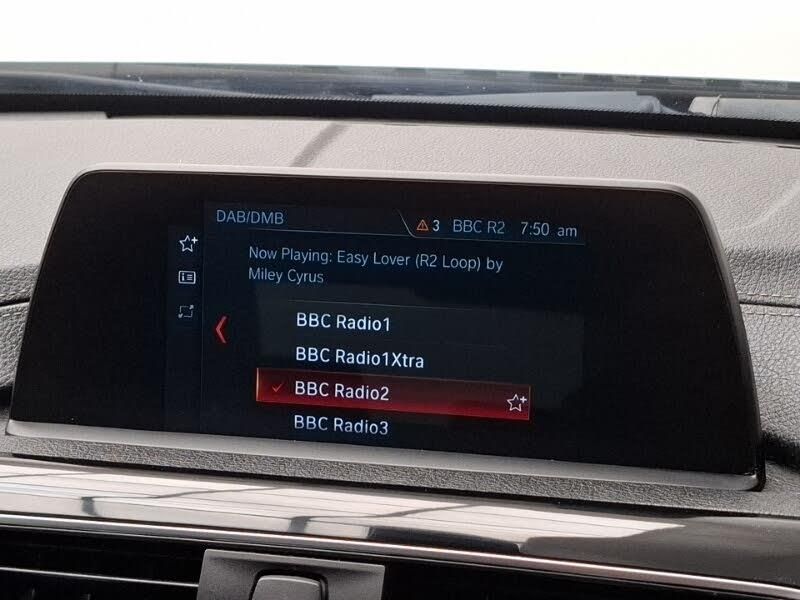 DAB/DMB
3 BBC R2 7:50 am
Now Playing: Easy Lover (R2 Loop) by
Miley Cyrus
BBC Radio1
BBC Radio1Xtra
BBC Radio2
BBC Radio3